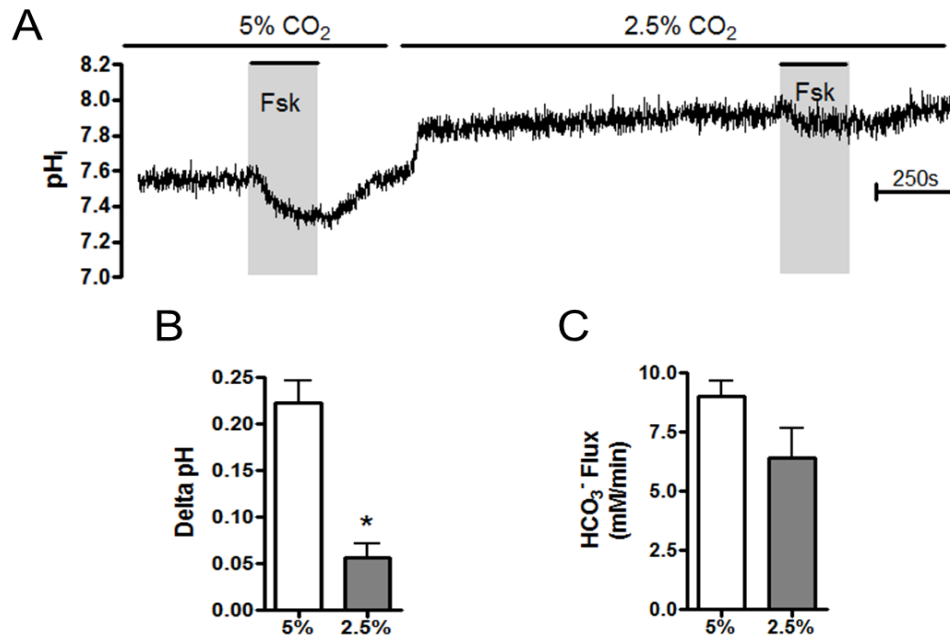 A
5% CO₂
2.5% CO₂
8.2
8.0
7.8
7.6
7.4
7.2
7.0
pHᵢ
Fsk
Fsk
250s
B
0.25
0.20
0.15
0.10
0.05
0.00
Delta pH
*
5%
2.5%
C
10.0
7.5
5.0
2.5
0.0
HCO₃⁻ Flux
(mM/min)
5%
2.5%